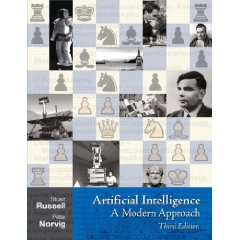 Stuart
Russell
Peter
Norvig
Artificial Intelligence
A Modern Approach
Third Edition